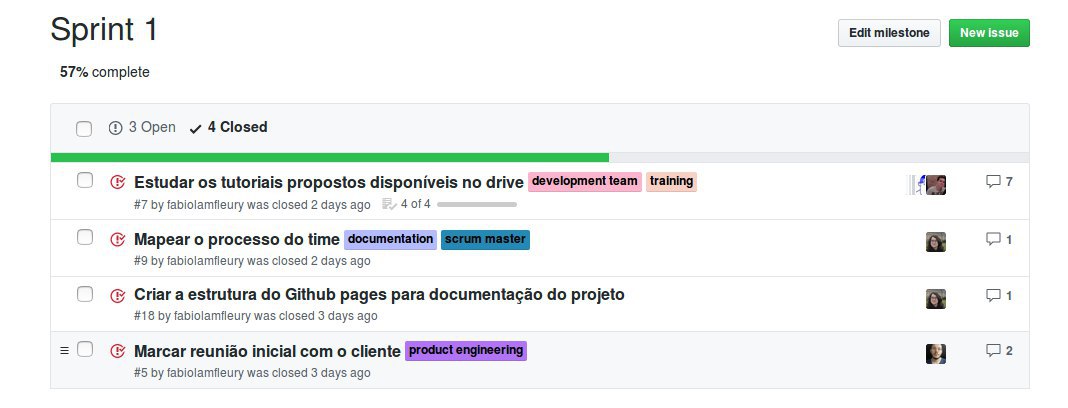 Sprint 1
Edit milestone New issue
57% complete
3 Open 4 Closed
Estudar os tutoriais propostos disponíveis no drive development team training 7
#7 by fabiolamfleury was closed 2 days ago 4 of 4
Mapear o processo do time documentation scrum master 1
#9 by fabiolamfleury was closed 2 days ago
Criar a estrutura do Github pages para documentação do projeto 1
#18 by fabiolamfleury was closed 3 days ago
Marcar reunião inicial com o cliente product engineering 2
#5 by fabiolamfleury was closed 3 days ago